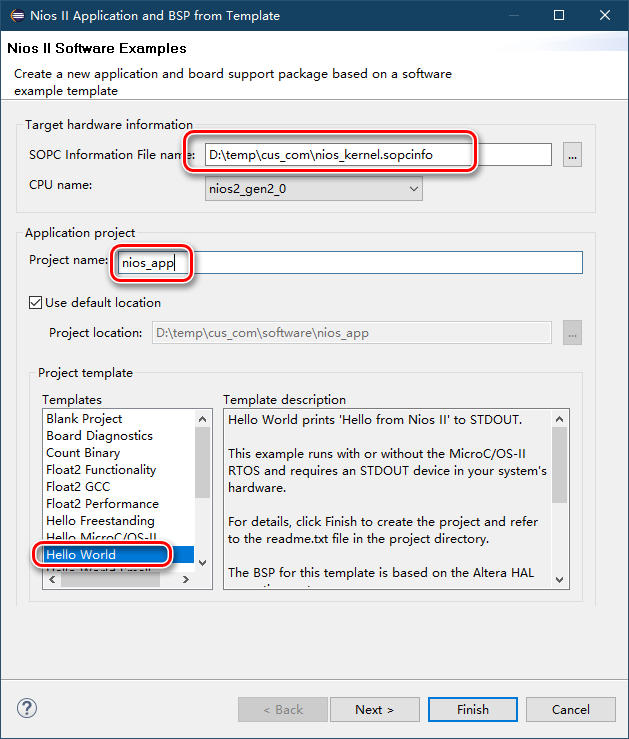 Nios II Application and BSP from Template
Nios II Software Examples
Create a new application and board support package based on a software
example template
Target hardware information
SOPC Information File name:
D:\temp\cus_com\nios_kernel.sopcinfo
...
CPU name:
nios2_gen2_0
Application project
Project name:
nios_app
Use default location
Project location:
D:\temp\cus_com\software\nios_app
...
Project template
Templates
Blank Project
Board Diagnostics
Count Binary
Float2 Functionality
Float2 GCC
Float2 Performance
Hello Freestanding
Hello MicroC/OS-II
Hello World
Template description
Hello World prints 'Hello from Nios II' to STDOUT.
This example runs with or without the MicroC/OS-II
RTOS and requires an STDOUT device in your system's
hardware.
For details, click Finish to create the project and refer
to the readme.txt file in the project directory.
The BSP for this template is based on the Altera HAL
?
< Back
Next >
Finish
Cancel